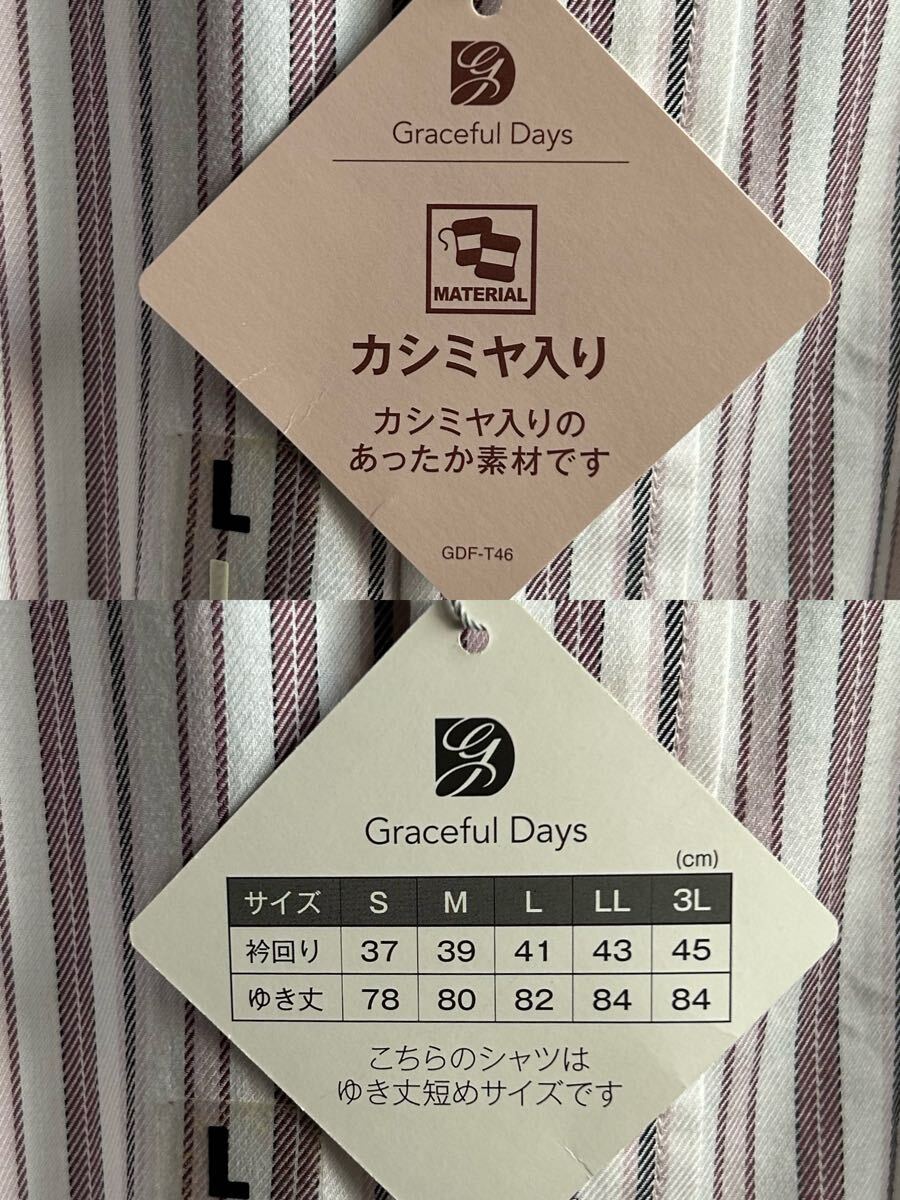 Graceful Days
MATERIAL
カシミヤ入り
カシミヤ入りの
あったか素材です
GDF-T46
L
Graceful Days
(cm)
サイズ S M L LL 3L
衿回り 37 39 41 43 45
ゆき丈 78 80 82 84 84
こちらのシャツは
ゆき丈短めサイズです
L